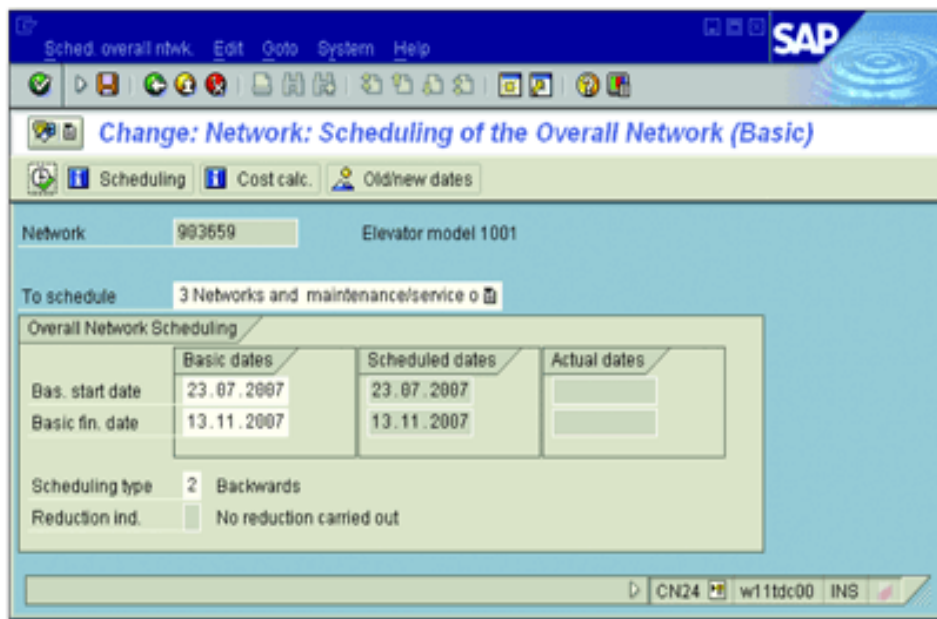 Sched. overall ntwk. Edit Goto System Help
SAP
Change: Network: Scheduling of the Overall Network (Basic)
Scheduling Cost calc. Old/new dates
Network 903659 Elevator model 1001
To schedule 3 Networks and maintenance/service o
Overall Network Scheduling
Basic dates Scheduled dates Actual dates
Bas. start date 23.07.2007 23.07.2007
Basic fin. date 13.11.2007 13.11.2007
Scheduling type 2 Backwards
Reduction ind. No reduction carried out
CN24 w11tdc00 INS